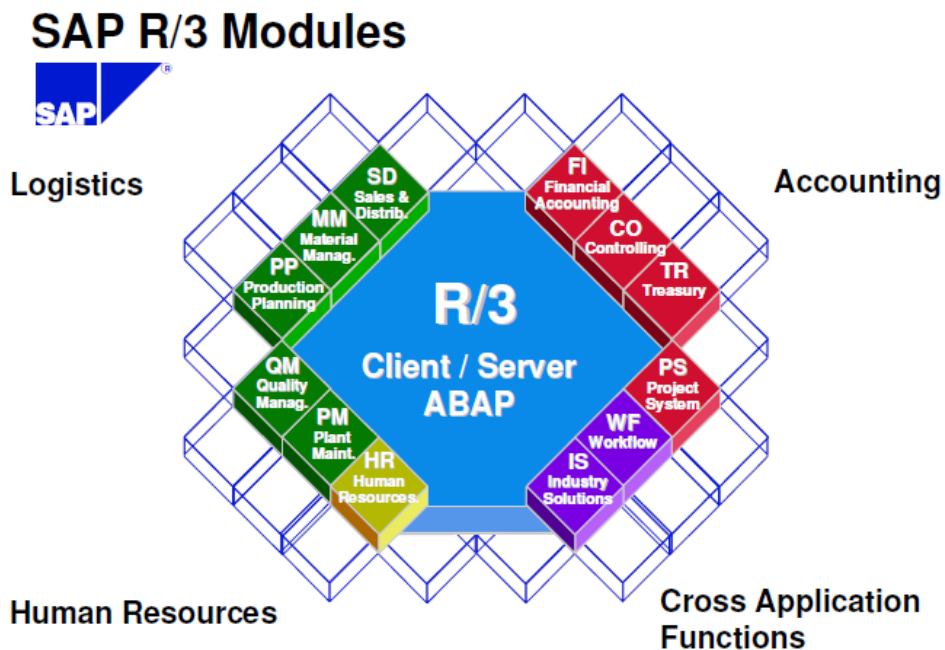 SAP R/3 Modules
SAP
®
Logistics
Accounting
SD
Sales &
Distrib.
MM
Material
Manag.
PP
Production
Planning
FI
Financial
Accounting
CO
Controlling
TR
Treasury
R/3
Client / Server
ABAP
QM
Quality
Manag.
PM
Plant
Maint.
HR
Human
Resources.
PS
Project
System
WF
Workflow
IS
Industry
Solutions
Human Resources
Cross Application
Functions